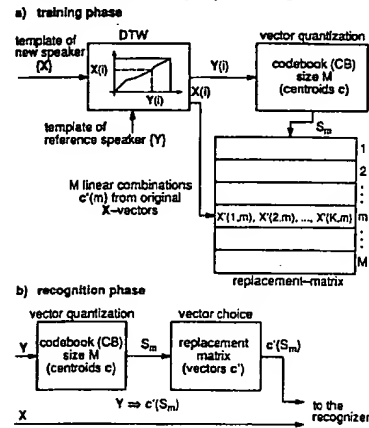 a) training phase
DTW
vector quantization
template of
new speaker
{X}
X(i)
Y(i)
Y(i)
X(i)
codebook (CB)
size M
(centroids c)
template of
reference speaker {Y}
Sm
1
2
⋮
M linear combinations
c'(m) from original
X–vectors
X'(1,m), X'(2,m), ..., X'(K,m)
m
⋮
M
replacement–matrix
b) recognition phase
vector quantization
vector choice
Y
codebook (CB)
size M
(centroids c)
Sm
replacement
matrix
(vectors c')
c'(Sm)
Y ⇒ c'(Sm)
to the
recognizer
X